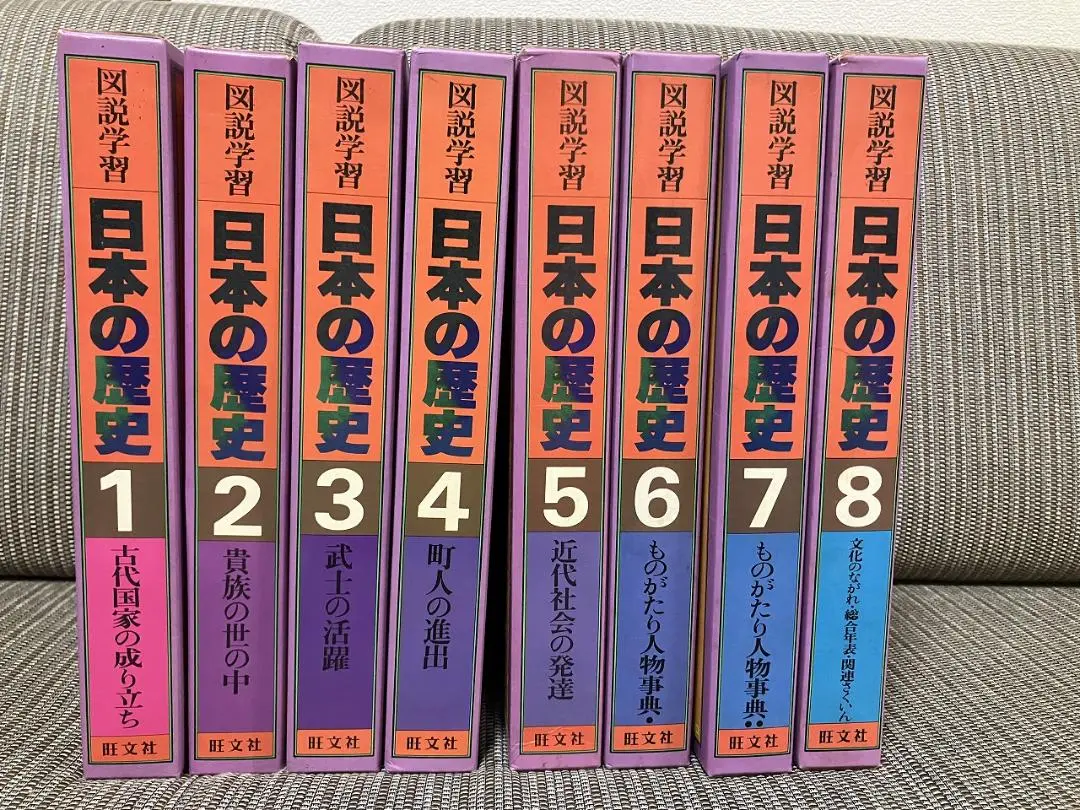 図説学習
日本の歴史
1
古代国家の成り立ち
旺文社
図説学習
日本の歴史
2
貴族の世の中
旺文社
図説学習
日本の歴史
3
武士の活躍
旺文社
図説学習
日本の歴史
4
町人の進出
旺文社
図説学習
日本の歴史
5
近代社会の発達
旺文社
図説学習
日本の歴史
6
ものがたり人物事典・
旺文社
図説学習
日本の歴史
7
ものがたり人物事典··
旺文社
図説学習
日本の歴史
8
文化のながれ・総合年表・関連さくいん
旺文社